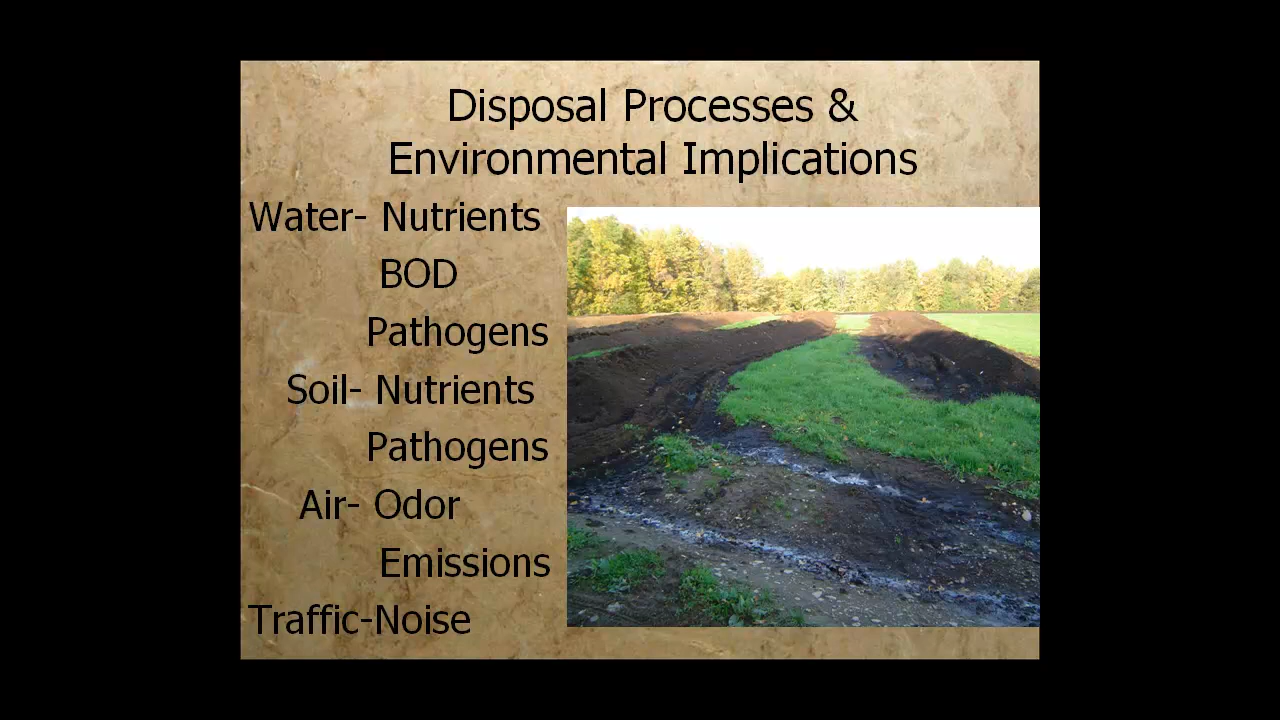 Disposal Processes &
Environmental Implications
Water- Nutrients
BOD
Pathogens
Soil- Nutrients
Pathogens
Air- Odor
Emissions
Traffic-Noise